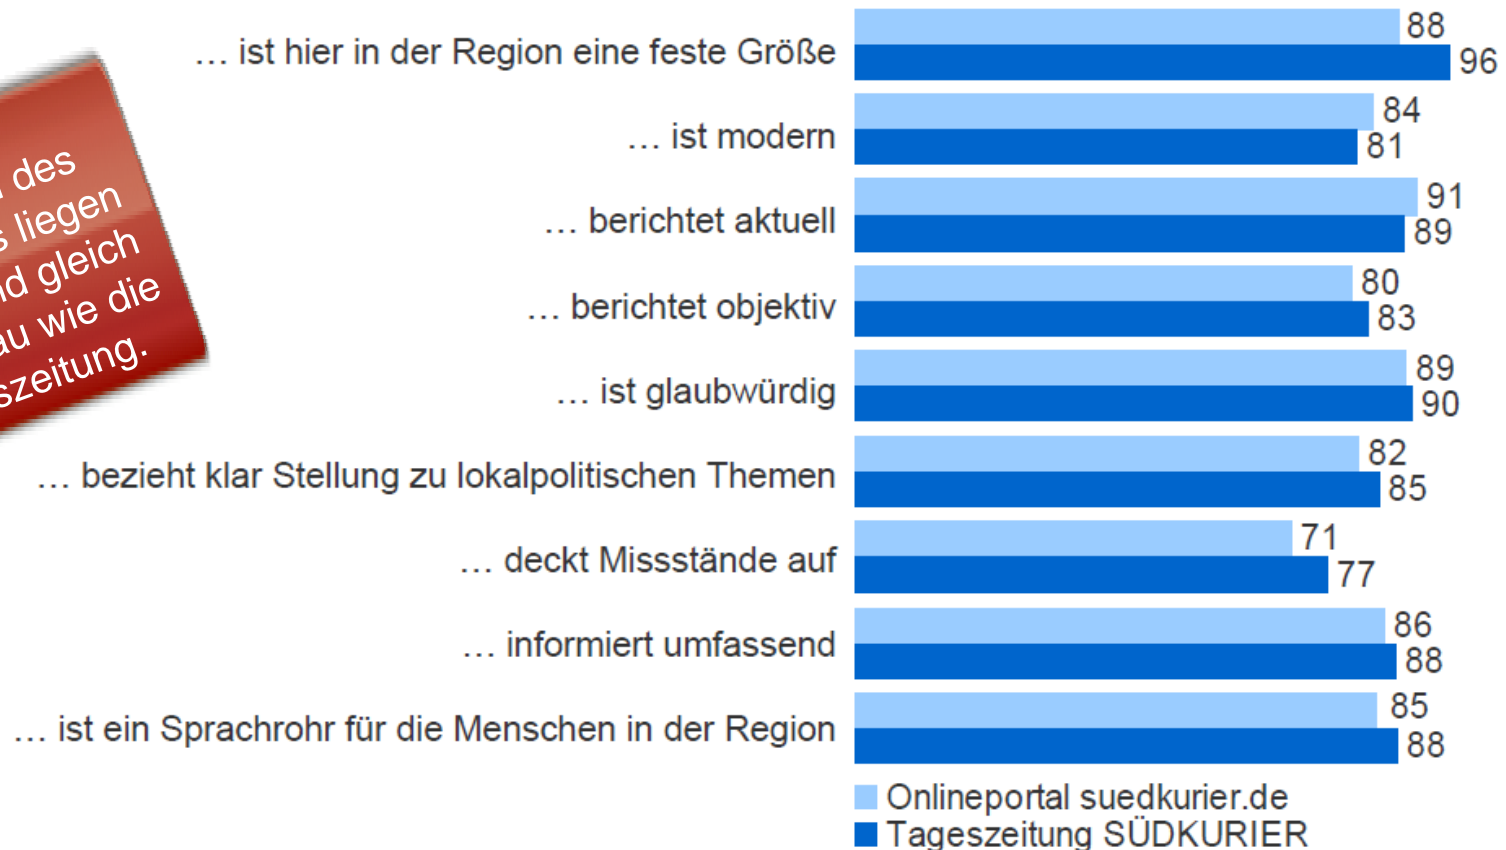 … ist hier in der Region eine feste Größe
88
96
… ist modern
84
81
… berichtet aktuell
91
89
… berichtet objektiv
80
83
… ist glaubwürdig
89
90
… bezieht klar Stellung zu lokalpolitischen Themen
82
85
… deckt Missstände auf
71
77
… informiert umfassend
86
88
… ist ein Sprachrohr für die Menschen in der Region
85
88
Onlineportal suedkurier.de
Tageszeitung SÜDKURIER
des
liegen
gleich
wie die